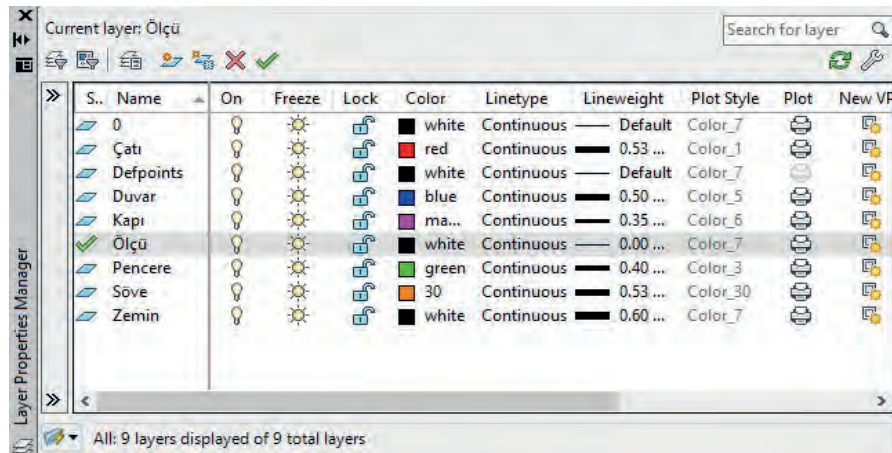 Current layer: Ölçü
Search for layer
S.. Name On Freeze Lock Color Linetype Lineweight Plot Style Plot New VF
0 white Continuous Default Color_7
Çatı red Continuous 0.53 ... Color_1
Defpoints white Continuous Default Color_7
Duvar blue Continuous 0.50 ... Color_5
Kapı ma... Continuous 0.35 ... Color_6
Ölçü white Continuous 0.00 ... Color_7
Pencere green Continuous 0.40 ... Color_3
Söve 30 Continuous 0.53 ... Color_30
Zemin white Continuous 0.60 ... Color_7
Layer Properties Manager
All: 9 layers displayed of 9 total layers